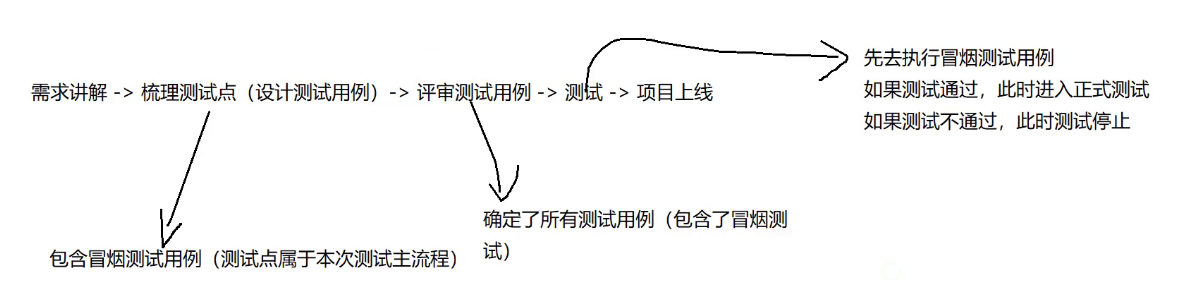 先去执行冒烟测试用例
如果测试通过，此时进入正式测试
如果测试不通过，此时测试停止
需求讲解 -> 梳理测试点（设计测试用例）-> 评审测试用例 -> 测试 -> 项目上线
确定了所有测试用例（包含了冒烟测
试）
包含冒烟测试用例（测试点属于本次测试主流程）